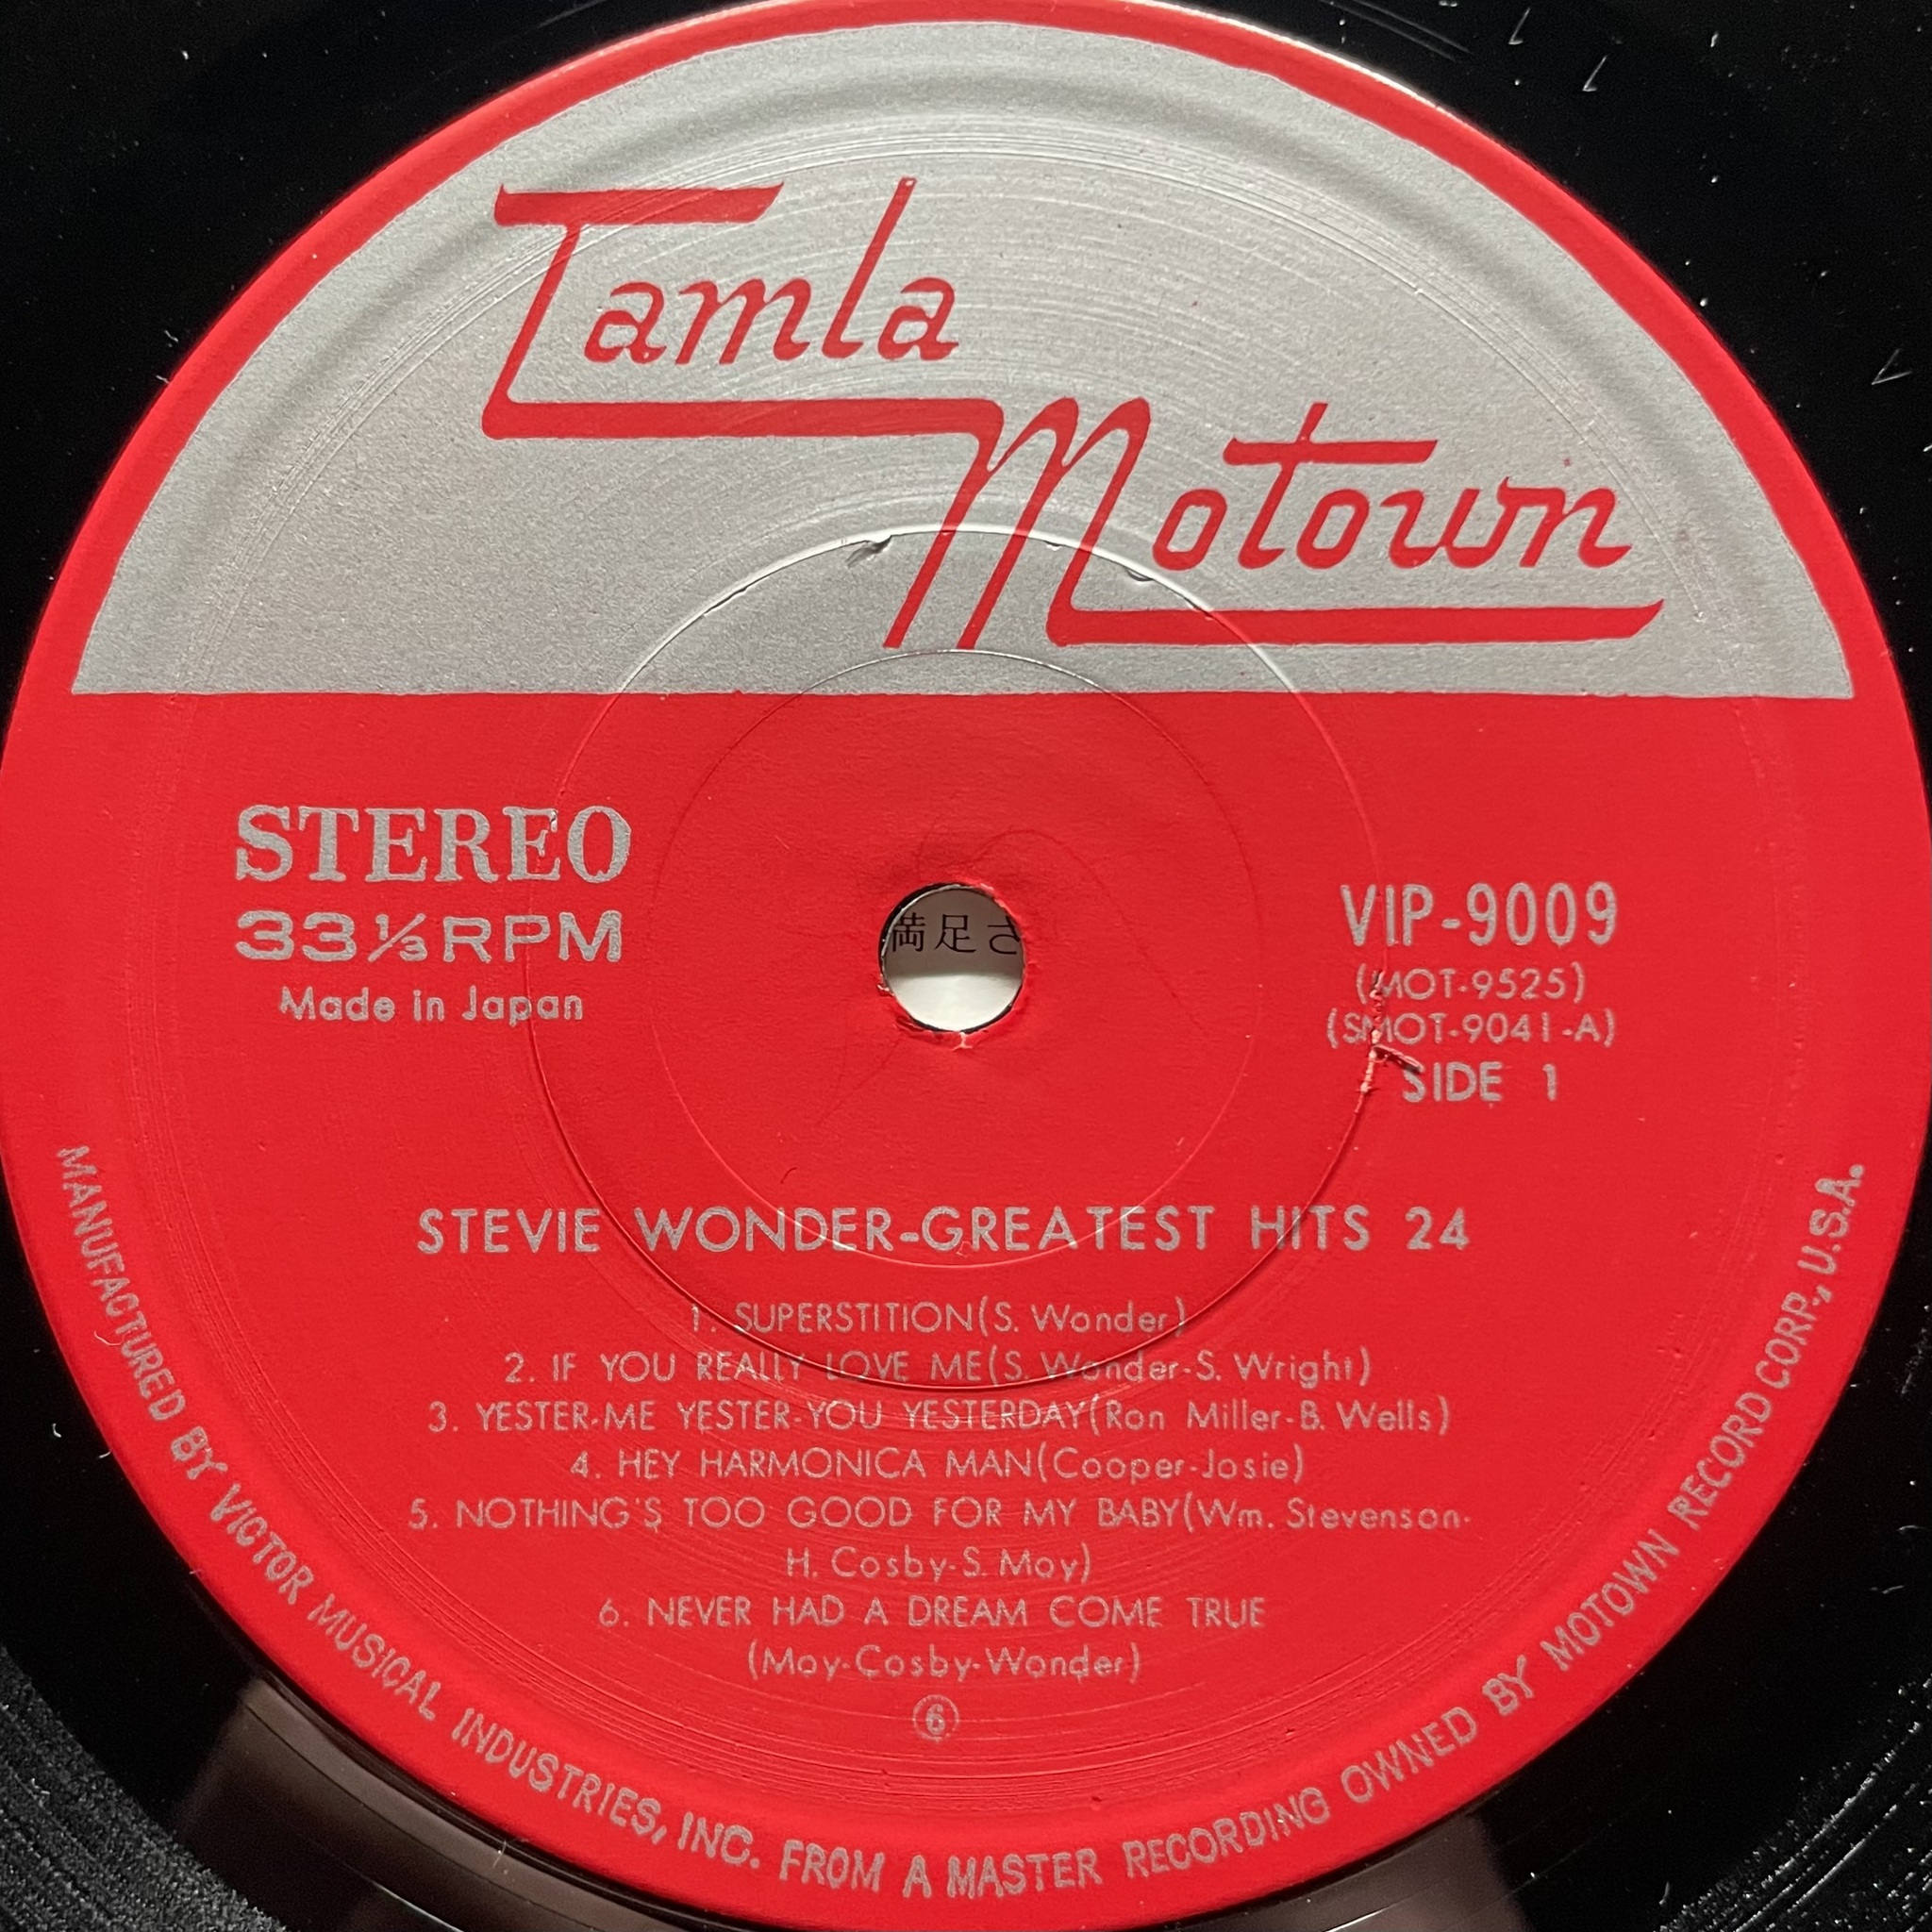 Tamla
Motown
STEREO
33 1/3 RPM
Made in Japan
満足さ
VIP-9009
(MOT-9525)
(SMOT-9041-A)
SIDE 1
STEVIE WONDER-GREATEST HITS 24
1. SUPERSTITION(S. Wonder)
2. IF YOU REALLY LOVE ME(S. Wonder-S. Wright)
3. YESTER-ME YESTER-YOU YESTERDAY(Ron Miller-B. Wells)
4. HEY HARMONICA MAN(Cooper-Josie)
5. NOTHING'S TOO GOOD FOR MY BABY(Wm. Stevenson-
H. Cosby-S. Moy)
6. NEVER HAD A DREAM COME TRUE
(Moy-Cosby-Wonder)
⑥
MANUFACTURED BY VICTOR MUSICAL INDUSTRIES, INC. FROM A MASTER RECORDING OWNED BY MOTOWN RECORD CORP., U.S.A.